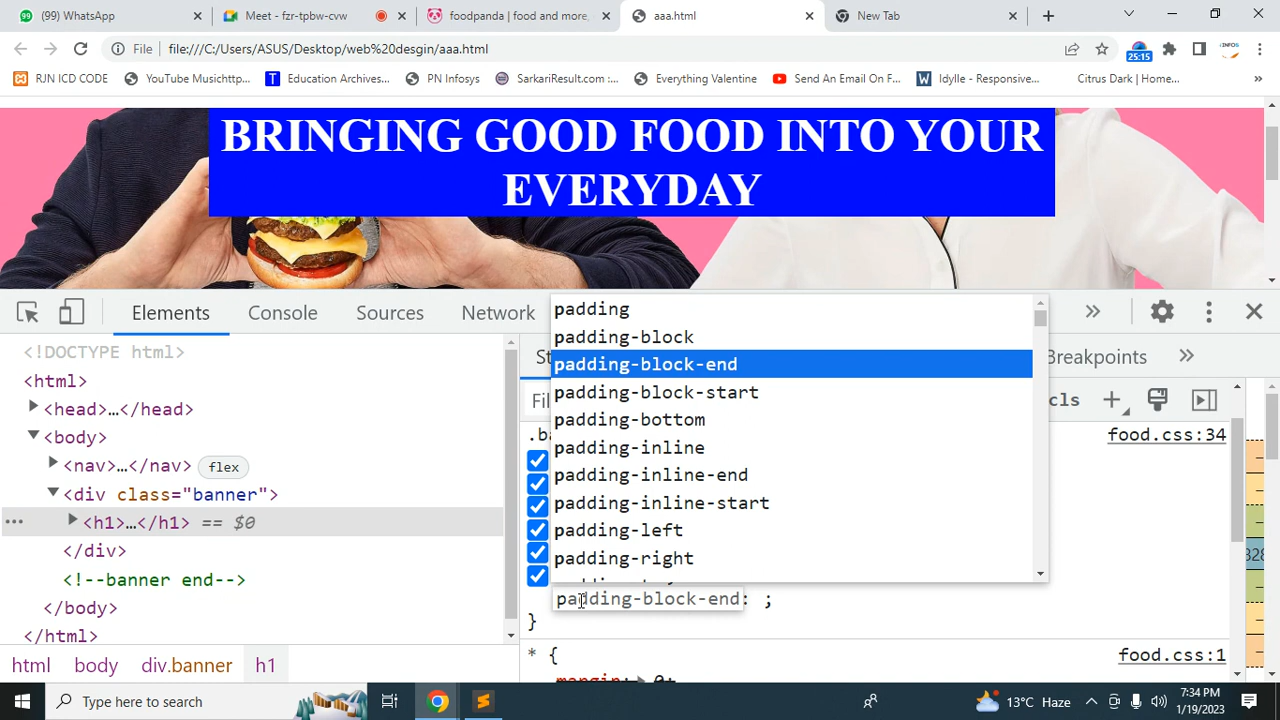 (99) WhatsApp
Meet - fzr-tpbw-cvw
foodpanda | food and more,
aaa.html
New Tab
File
file:///C:/Users/ASUS/Desktop/web%20desgin/aaa.html
25:15
RJN ICD CODE
YouTube Musichttp...
Education Archives...
PN Infosys
SarkariResult.com :...
Everything Valentine
Send An Email On F...
Idylle - Responsive...
Citrus Dark | Home...
»
BRINGING GOOD FOOD INTO YOUR
EVERYDAY
Elements
Console
Sources
Network
»
<!DOCTYPE html>
<html>
<head>…</head>
<body>
<nav>…</nav> flex
<div class="banner">
<h1>…</h1> == $0
</div>
<!--banner end-->
</body>
</html>
html
body
div.banner
h1
St
Breakpoints
»
Fil
cls
.ba
food.css:34
padding
padding-block
padding-block-end
padding-block-start
padding-bottom
padding-inline
padding-inline-end
padding-inline-start
padding-left
padding-right
padding-block-end: ;
}
* {
food.css:1
328
Type here to search
13°C Haze
7:34 PM
1/19/2023